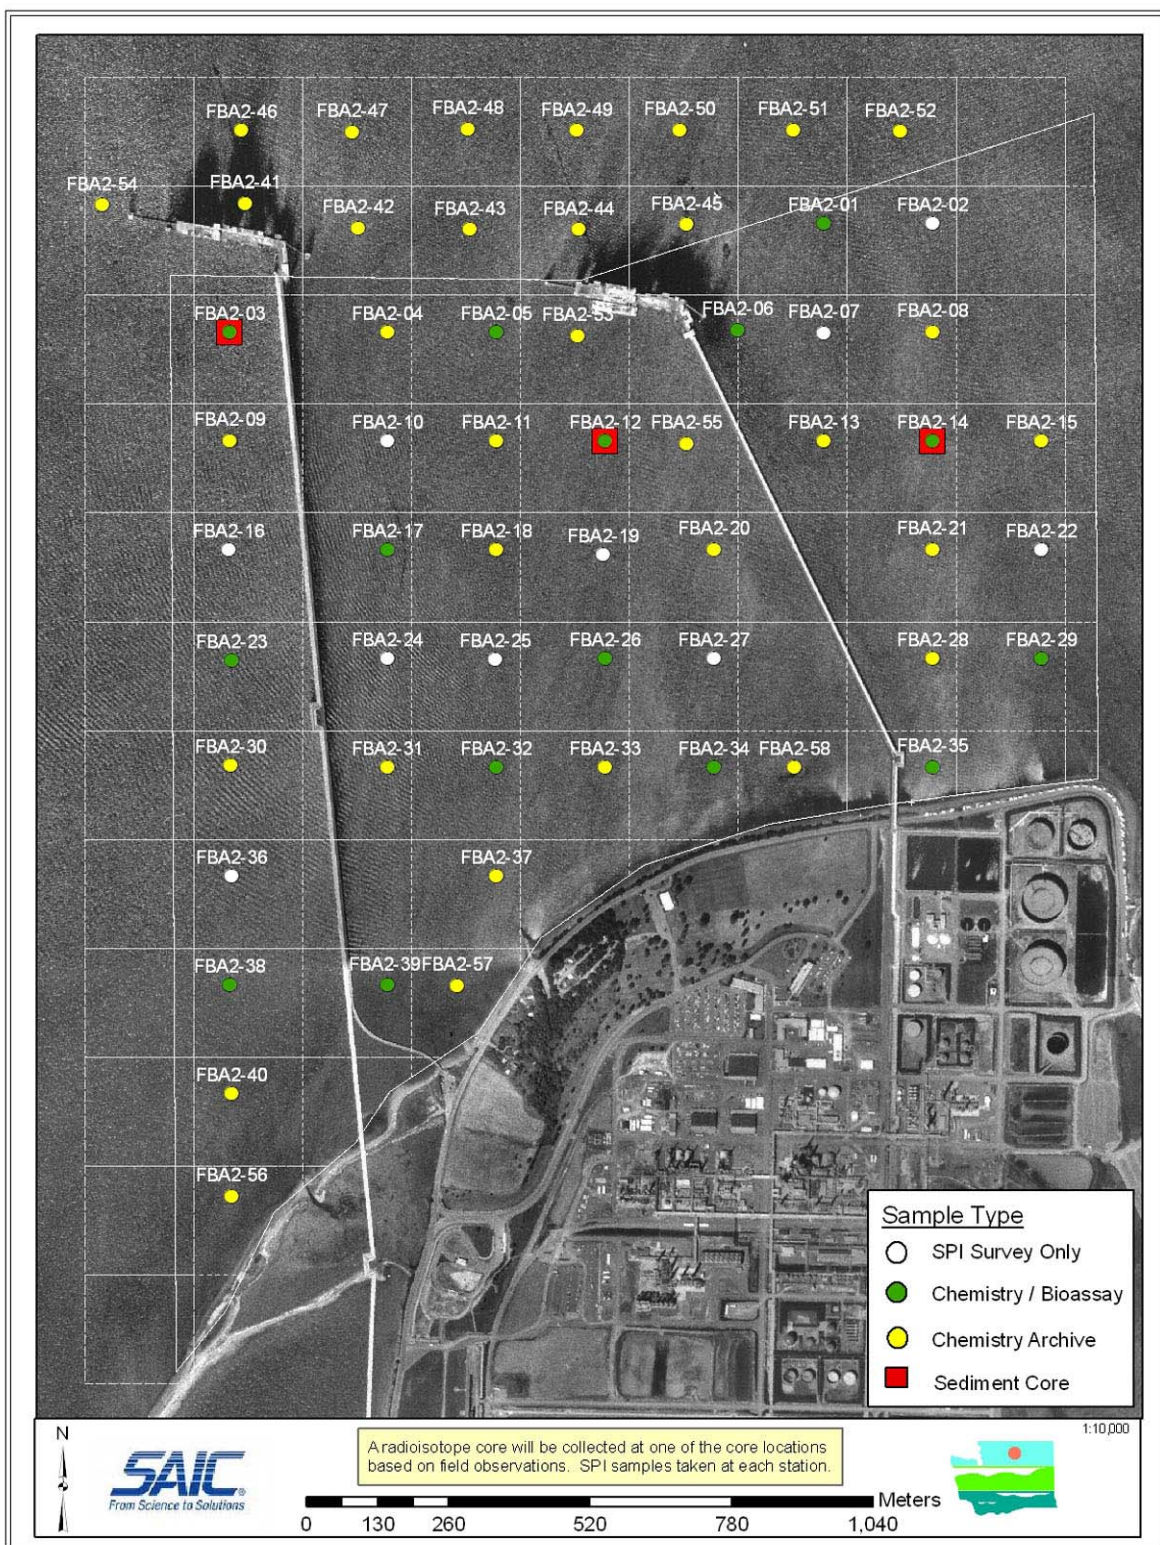 FBA2-46 FBA2-47 FBA2-48 FBA2-49 FBA2-50 FBA2-51 FBA2-52
FBA2-54 FBA2-41 FBA2-42 FBA2-43 FBA2-44 FBA2-45 FBA2-01 FBA2-02
FBA2-03 FBA2-04 FBA2-05 FBA2-53 FBA2-06 FBA2-07 FBA2-08
FBA2-09 FBA2-10 FBA2-11 FBA2-12 FBA2-55 FBA2-13 FBA2-14 FBA2-15
FBA2-16 FBA2-17 FBA2-18 FBA2-19 FBA2-20 FBA2-21 FBA2-22
FBA2-23 FBA2-24 FBA2-25 FBA2-26 FBA2-27 FBA2-28 FBA2-29
FBA2-30 FBA2-31 FBA2-32 FBA2-33 FBA2-34 FBA2-58 FBA2-35
FBA2-36 FBA2-37
FBA2-38 FBA2-39 FBA2-57
FBA2-40
FBA2-56
Sample Type
SPI Survey Only
Chemistry / Bioassay
Chemistry Archive
Sediment Core
1:10,000
N
SAIC®
From Science to Solutions
A radioisotope core will be collected at one of the core locations
based on field observations. SPI samples taken at each station.
Meters
0 130 260 520 780 1,040